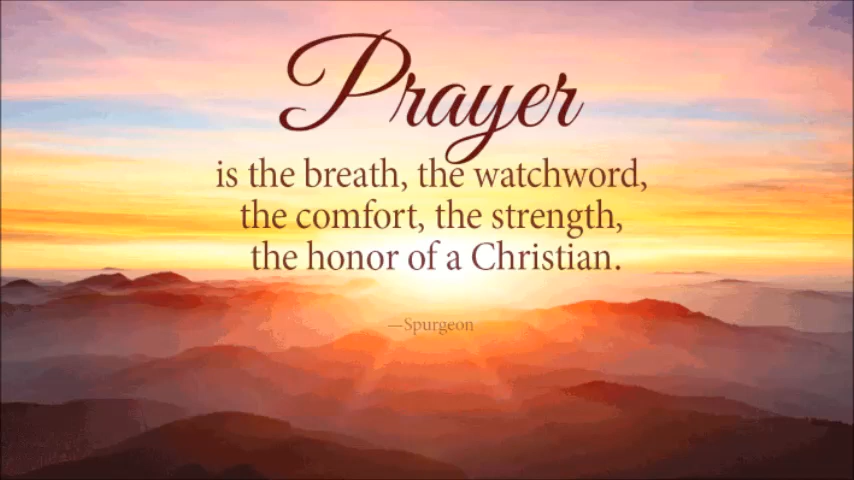 Prayer
is the breath, the watchword,
the comfort, the strength,
the honor of a Christian.
—Spurgeon